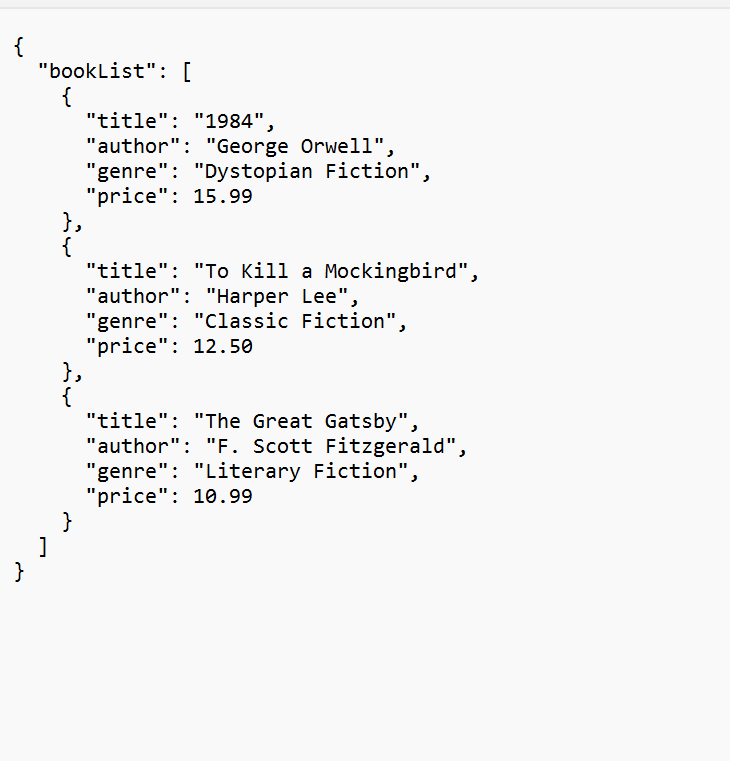 {
  "bookList": [
    {
      "title": "1984",
      "author": "George Orwell",
      "genre": "Dystopian Fiction",
      "price": 15.99
    },
    {
      "title": "To Kill a Mockingbird",
      "author": "Harper Lee",
      "genre": "Classic Fiction",
      "price": 12.50
    },
    {
      "title": "The Great Gatsby",
      "author": "F. Scott Fitzgerald",
      "genre": "Literary Fiction",
      "price": 10.99
    }
  ]
}